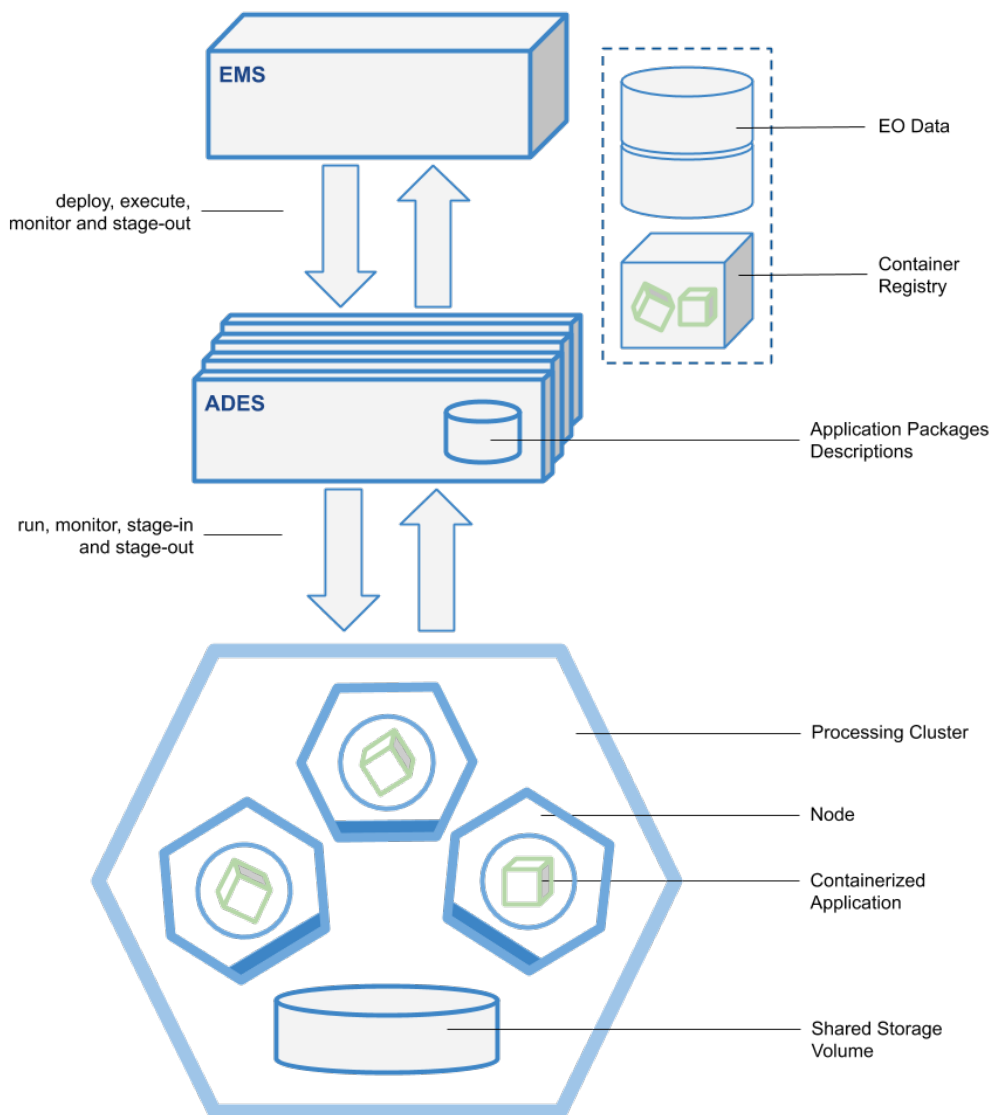 EMS
EO Data
deploy, execute,
monitor and stage-out
Container
Registry
ADES
Application Packages
Descriptions
run, monitor, stage-in
and stage-out
Processing Cluster
Node
Containerized
Application
Shared Storage
Volume